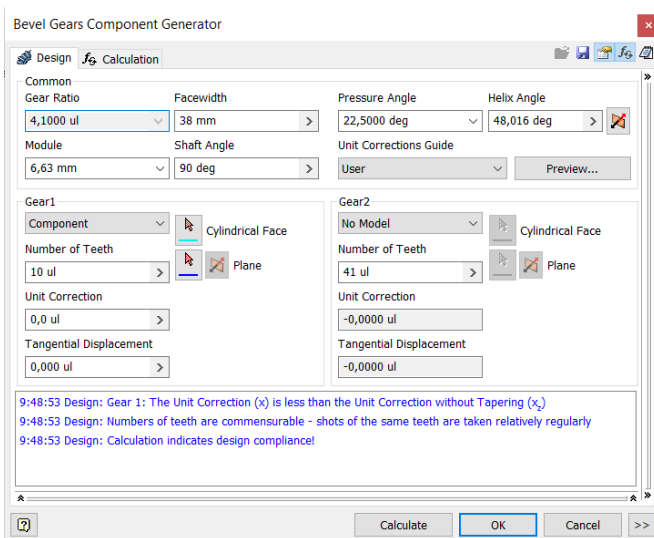 Bevel Gears Component Generator
Design
Calculation
Common
Gear Ratio Facewidth Pressure Angle Helix Angle
4,1000 ul 38 mm 22,5000 deg 48,016 deg
Module Shaft Angle Unit Corrections Guide
6,63 mm 90 deg User Preview...
Gear1
Component Cylindrical Face
Number of Teeth
10 ul Plane
Unit Correction
0,0 ul
Tangential Displacement
0,000 ul
Gear2
No Model Cylindrical Face
Number of Teeth
41 ul Plane
Unit Correction
-0,0000 ul
Tangential Displacement
-0,0000 ul
9:48:53 Design: Gear 1: The Unit Correction (x) is less than the Unit Correction without Tapering (xz)
9:48:53 Design: Numbers of teeth are commensurable - shots of the same teeth are taken relatively regularly
9:48:53 Design: Calculation indicates design compliance!
Calculate OK Cancel >>